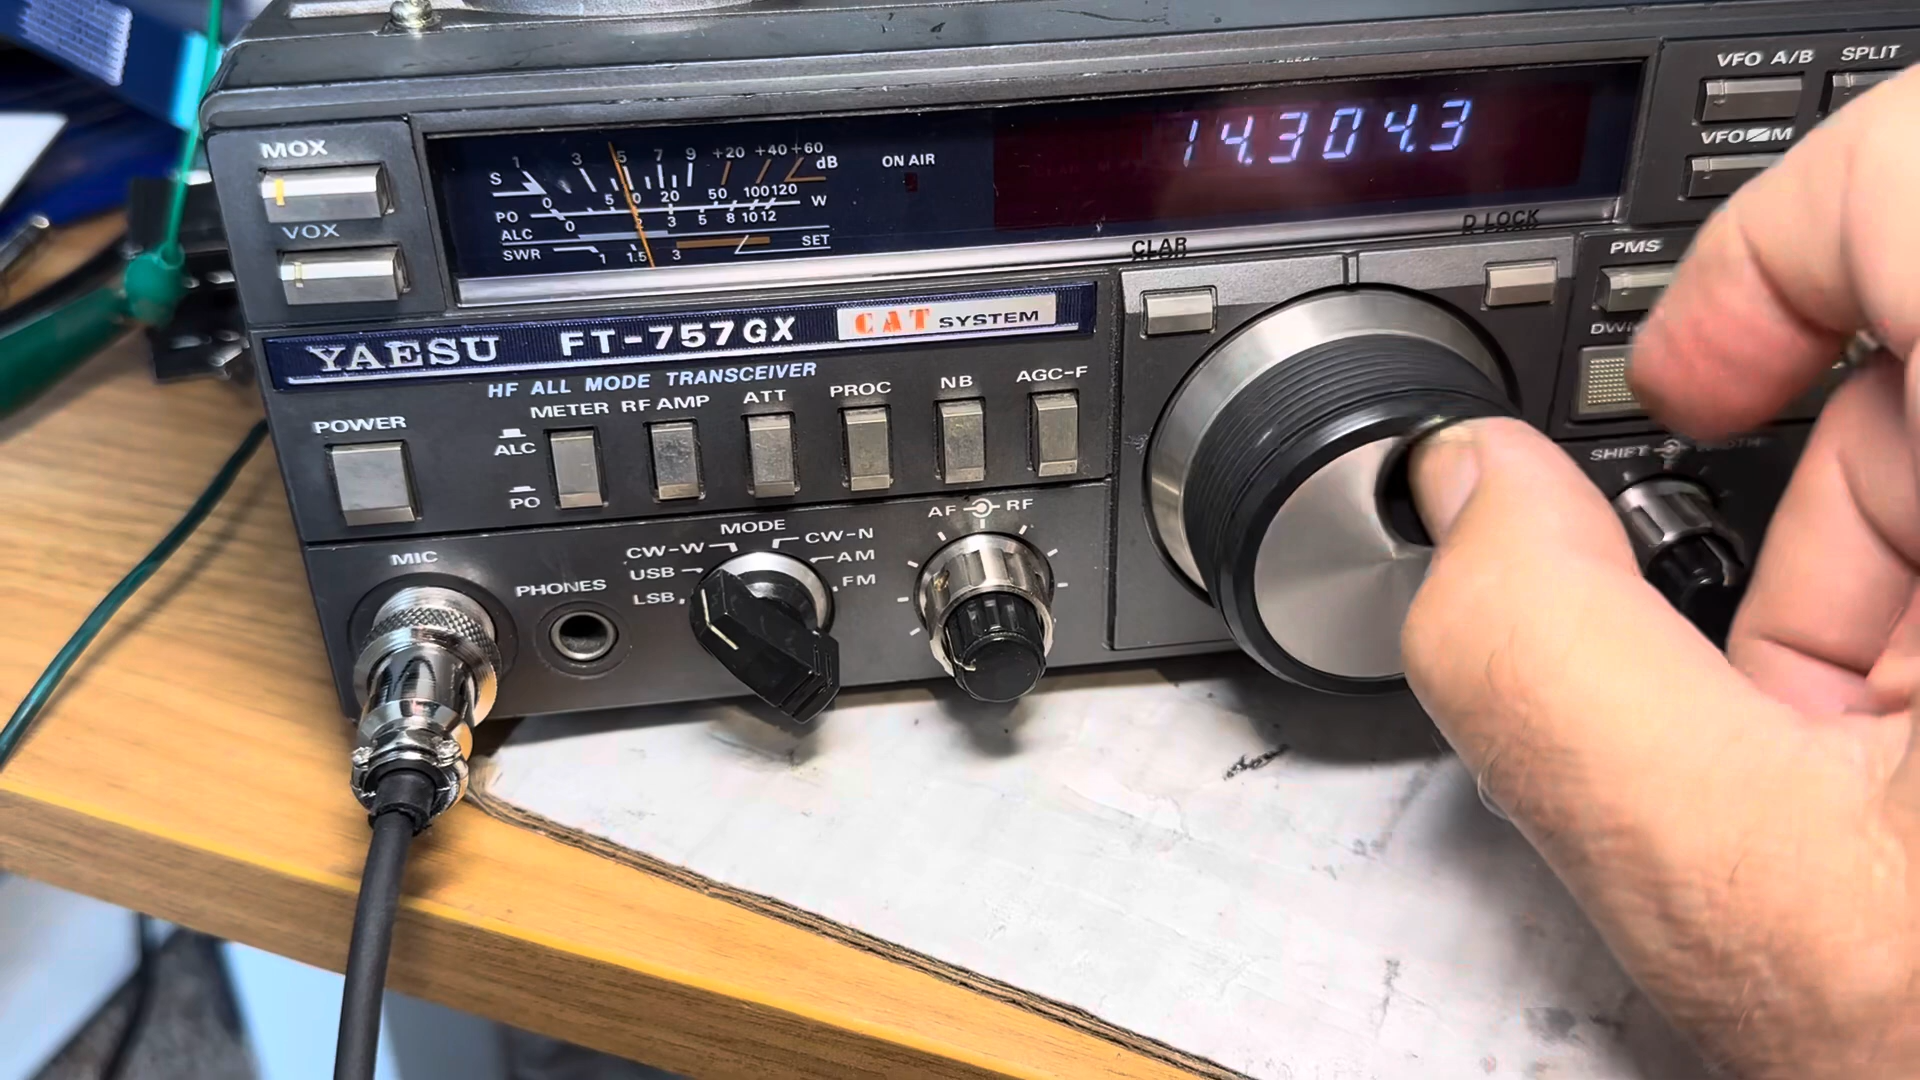 VFO A/B SPLIT
MOX
1 3 5 7 9 +20 +40 +60
dB
S
ON AIR
14.304.3
VFO M
0 5 10 20 50 100 120
W
PO
0 2 3 5 8 10 12
ALC
SWR 1 1.5 3 SET
VOX
CLAR D LOCK
PMS
YAESU FT-757GX CAT SYSTEM
HF ALL MODE TRANSCEIVER
POWER
METER RF AMP ATT PROC NB AGC-F
ALC
PO
SHIFT
MIC
PHONES
MODE
CW-W CW-N
USB AM
LSB FM
AF RF